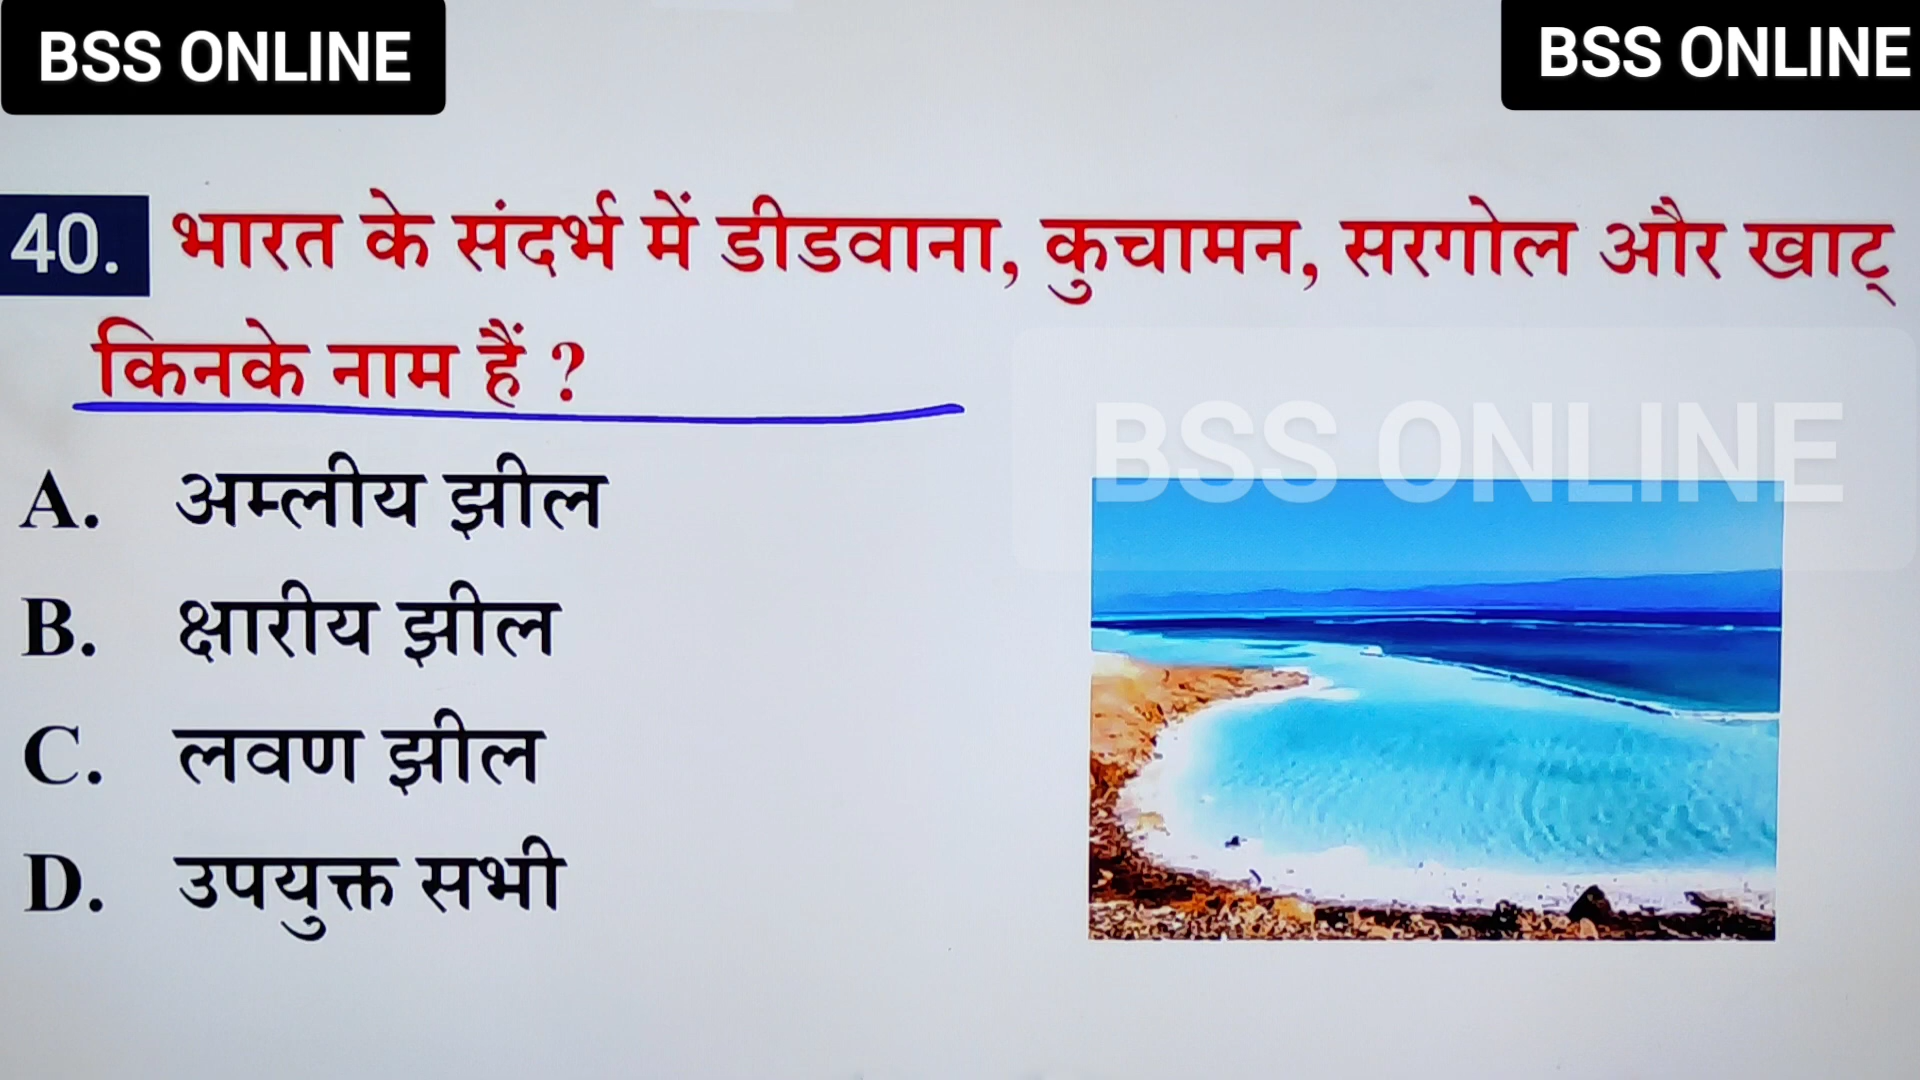 BSS ONLINE
BSS ONLINE
40. भारत के संदर्भ में डीडवाना, कुचामन, सरगोल और खाटू
किनके नाम हैं ?
BSS ONLINE
A. अम्लीय झील
B. क्षारीय झील
C. लवण झील
D. उपयुक्त सभी